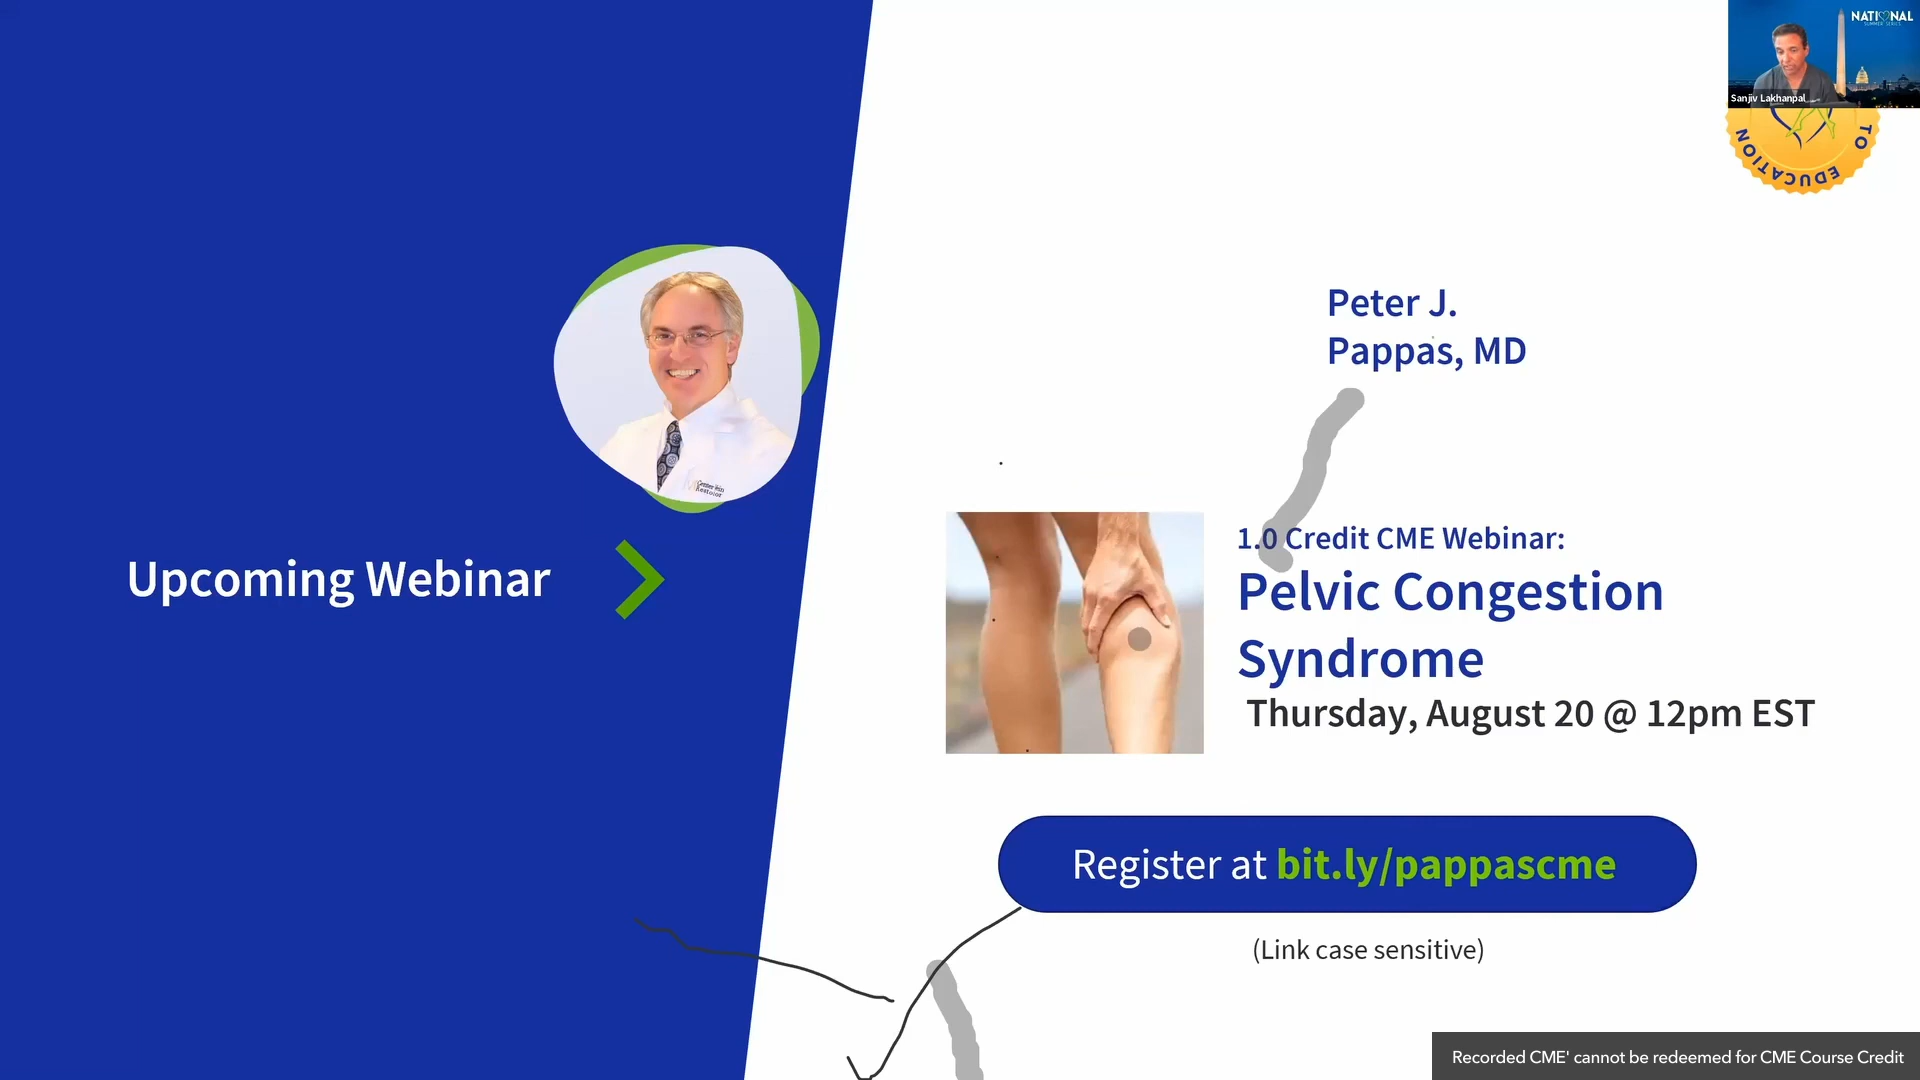 NATIONAL
SUMMER SERIES
Sanjiv Lakhanpal
TO EDUCATION
Peter J.
Pappas, MD
Upcoming Webinar
1.0 Credit CME Webinar:
Pelvic Congestion
Syndrome
Thursday, August 20 @ 12pm EST
Register at bit.ly/pappascme
(Link case sensitive)
Recorded CME' cannot be redeemed for CME Course Credit